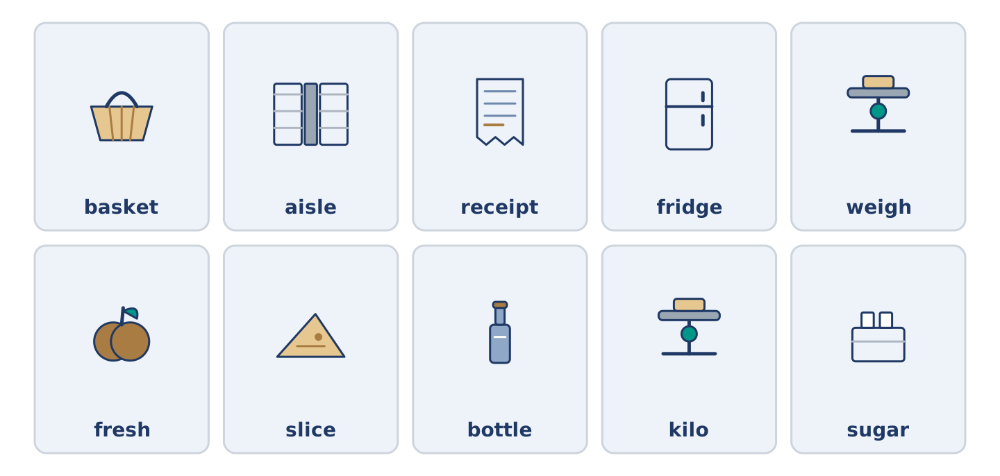 basket
aisle
receipt
fridge
weigh
fresh
slice
bottle
kilo
sugar